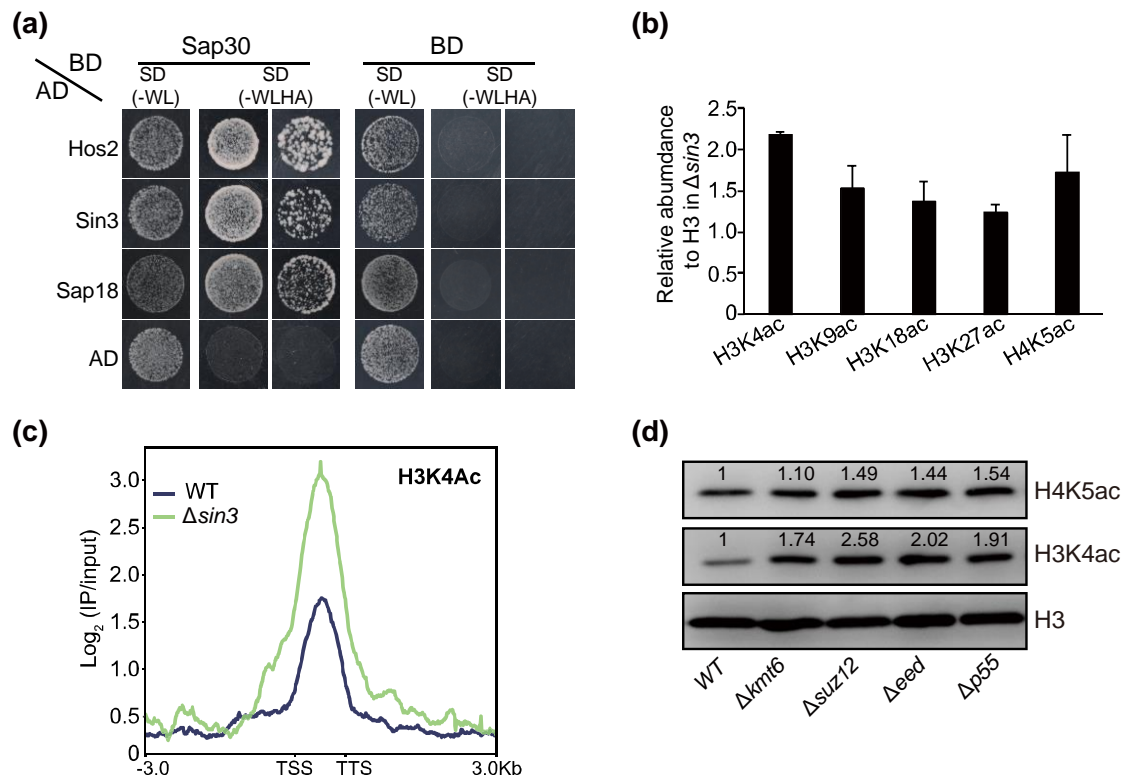 (a)
Sap30 BD
BD
AD
SD (-WL) SD (-WLHA) SD (-WL) SD (-WLHA)
Hos2
Sin3
Sap18
AD
(b)
Relative abumdance
to H3 in Δsin3
2.5
2.0
1.5
1.0
0.5
0
H3K4ac H3K9ac H3K18ac H3K27ac H4K5ac
(c)
H3K4Ac
WT
Δsin3
Log2 (IP/input)
3.0
2.5
2.0
1.5
1.0
0.5
0
-3.0 TSS TTS 3.0Kb
(d)
1 1.10 1.49 1.44 1.54 H4K5ac
1 1.74 2.58 2.02 1.91 H3K4ac
H3
WT Δkmt6 Δsuz12 Δeed Δp55